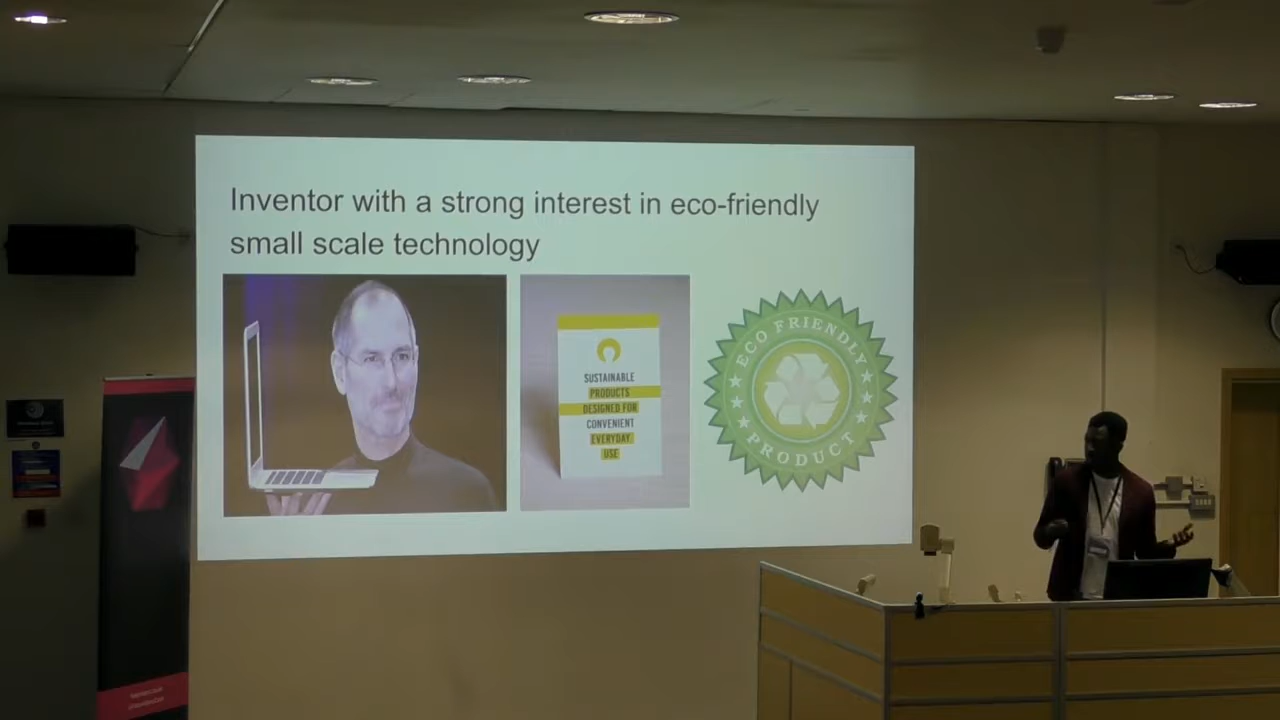 Inventor with a strong interest in eco-friendly
small scale technology
SUSTAINABLE
PRODUCTS
DESIGNED FOR
CONVENIENT
EVERYDAY
USE
ECO FRIENDLY
PRODUCT